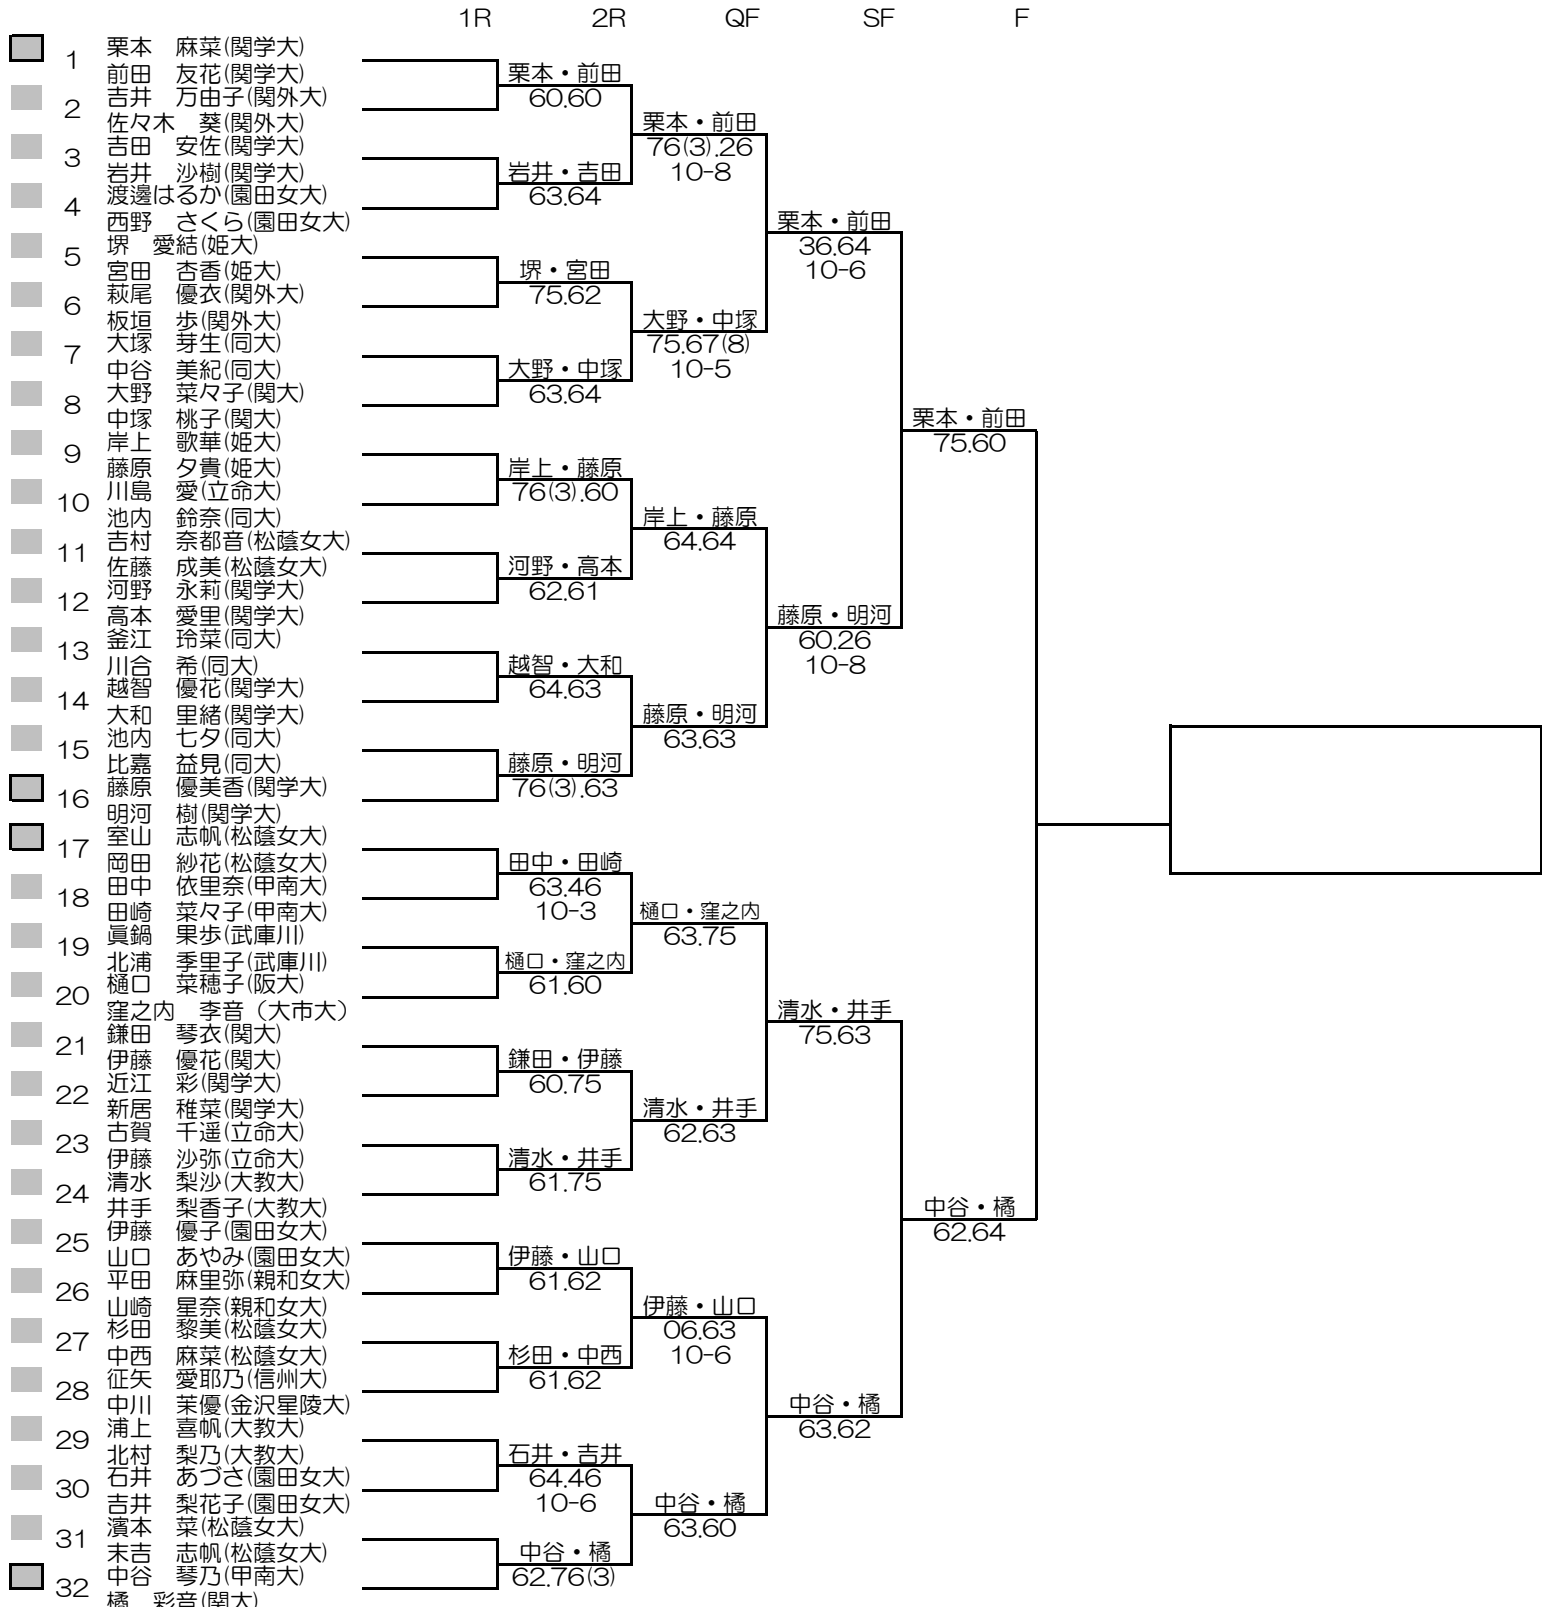 1R 2R QF SF F
1 栗本 麻菜(関学大)
前田 友花(関学大)
栗本・前田
60.60
2 吉井 万由子(関外大)
佐々木 葵(関外大)
栗本・前田
76(3).26
10-8
3 吉田 安佐(関学大)
岩井 沙樹(関学大)
岩井・吉田
63.64
4 渡邊はるか(園田女大)
西野 さくら(園田女大)
栗本・前田
36.64
10-6
5 堺 愛結(姫大)
宮田 杏香(姫大)
堺・宮田
75.62
6 萩尾 優衣(関外大)
板垣 歩(関外大)
大野・中塚
75.67(8)
10-5
7 大塚 芽生(同大)
中谷 美紀(同大)
大野・中塚
63.64
8 大野 菜々子(関大)
中塚 桃子(関大)
栗本・前田
75.60
9 岸上 歌華(姫大)
藤原 夕貴(姫大)
岸上・藤原
76(3).60
10 川島 愛(立命大)
池内 鈴奈(同大)
岸上・藤原
64.64
11 吉村 奈都音(松蔭女大)
佐藤 成美(松蔭女大)
河野・高本
62.61
12 河野 永莉(関学大)
高本 愛里(関学大)
藤原・明河
60.26
10-8
13 釜江 玲菜(同大)
川合 希(同大)
越智・大和
64.63
14 越智 優花(関学大)
大和 里緒(関学大)
藤原・明河
63.63
15 池内 七夕(同大)
比嘉 益見(同大)
藤原・明河
76(3).63
16 藤原 優美香(関学大)
明河 樹(関学大)
17 室山 志帆(松蔭女大)
岡田 紗花(松蔭女大)
田中・田崎
63.46
10-3
18 田中 依里奈(甲南大)
田崎 菜々子(甲南大)
樋口・窪之内
63.75
19 眞鍋 果歩(武庫川)
北浦 季里子(武庫川)
樋口・窪之内
61.60
20 樋口 菜穂子(阪大)
窪之内 李音（大市大）
清水・井手
75.63
21 鎌田 琴衣(関大)
伊藤 優花(関大)
鎌田・伊藤
60.75
22 近江 彩(関学大)
新居 稚菜(関学大)
清水・井手
62.63
23 古賀 千遥(立命大)
伊藤 沙弥(立命大)
清水・井手
61.75
24 清水 梨沙(大教大)
井手 梨香子(大教大)
中谷・橘
62.64
25 伊藤 優子(園田女大)
山口 あやみ(園田女大)
伊藤・山口
61.62
26 平田 麻里弥(親和女大)
山崎 星奈(親和女大)
伊藤・山口
06.63
10-6
27 杉田 黎美(松蔭女大)
中西 麻菜(松蔭女大)
杉田・中西
61.62
28 征矢 愛耶乃(信州大)
中川 茉優(金沢星陵大)
中谷・橘
63.62
29 浦上 喜帆(大教大)
北村 梨乃(大教大)
石井・吉井
64.46
10-6
30 石井 あづさ(園田女大)
吉井 梨花子(園田女大)
中谷・橘
63.60
31 濱本 菜(松蔭女大)
末吉 志帆(松蔭女大)
中谷・橘
62.76(3)
32 中谷 琴乃(甲南大)
橘 彩音(関大)